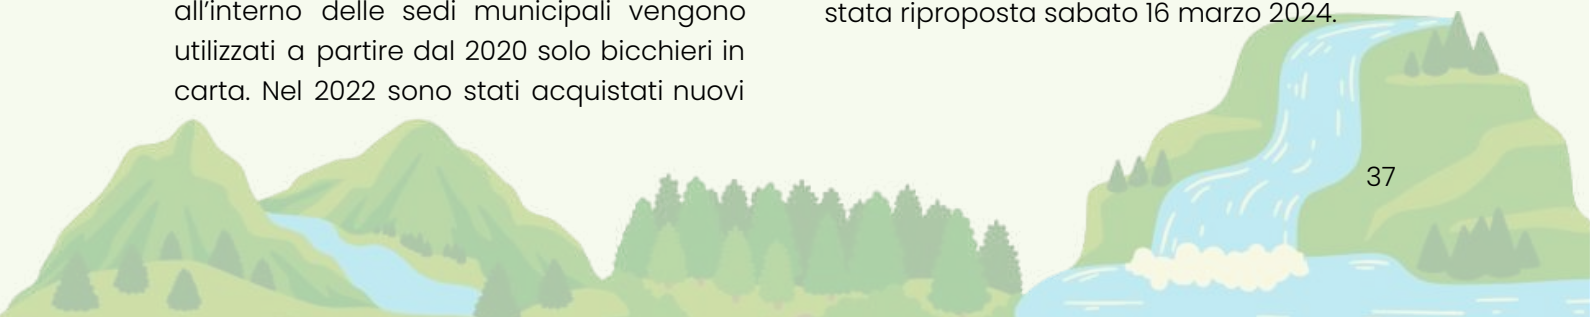 all’interno delle sedi municipali vengono
utilizzati a partire dal 2020 solo bicchieri in
carta. Nel 2022 sono stati acquistati nuovi
stata riproposta sabato 16 marzo 2024.
37